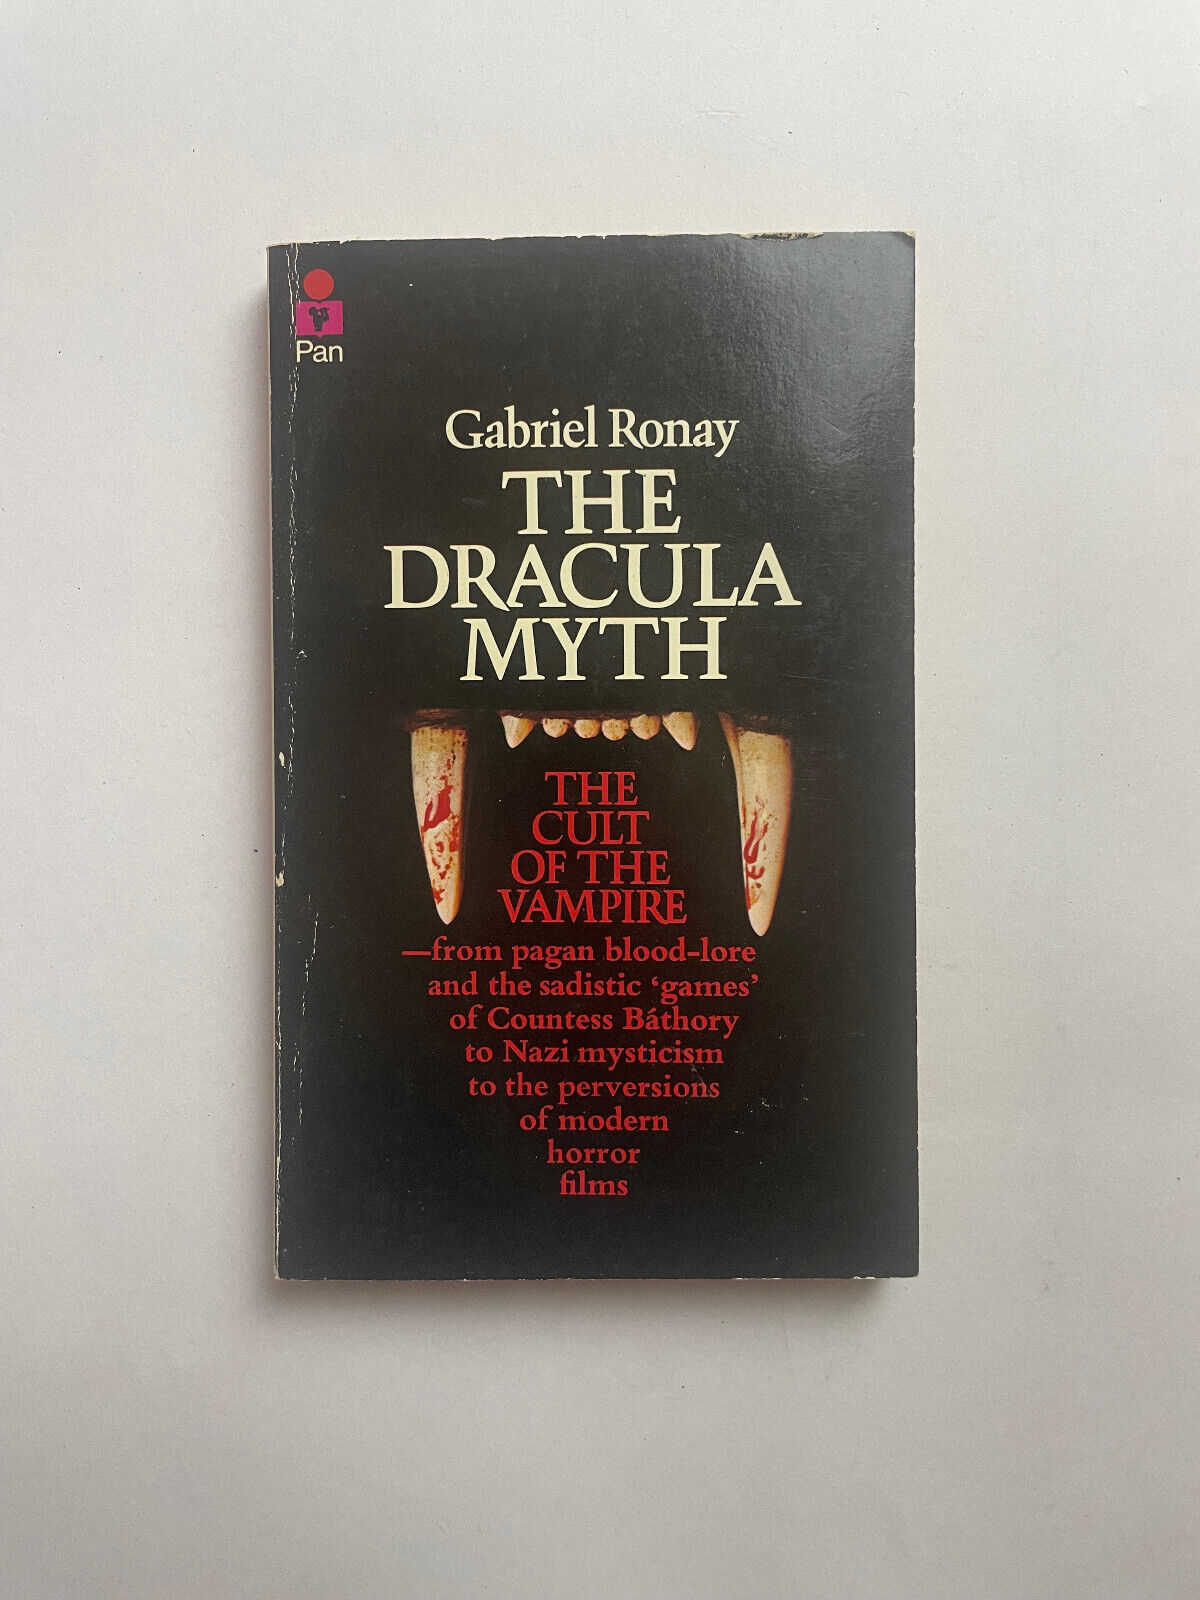 Pan
Gabriel Ronay
THE
DRACULA
MYTH
THE
CULT
OF THE
VAMPIRE
—from pagan blood-lore
and the sadistic ‘games’
of Countess Báthory
to Nazi mysticism
to the perversions
of modern
horror
films